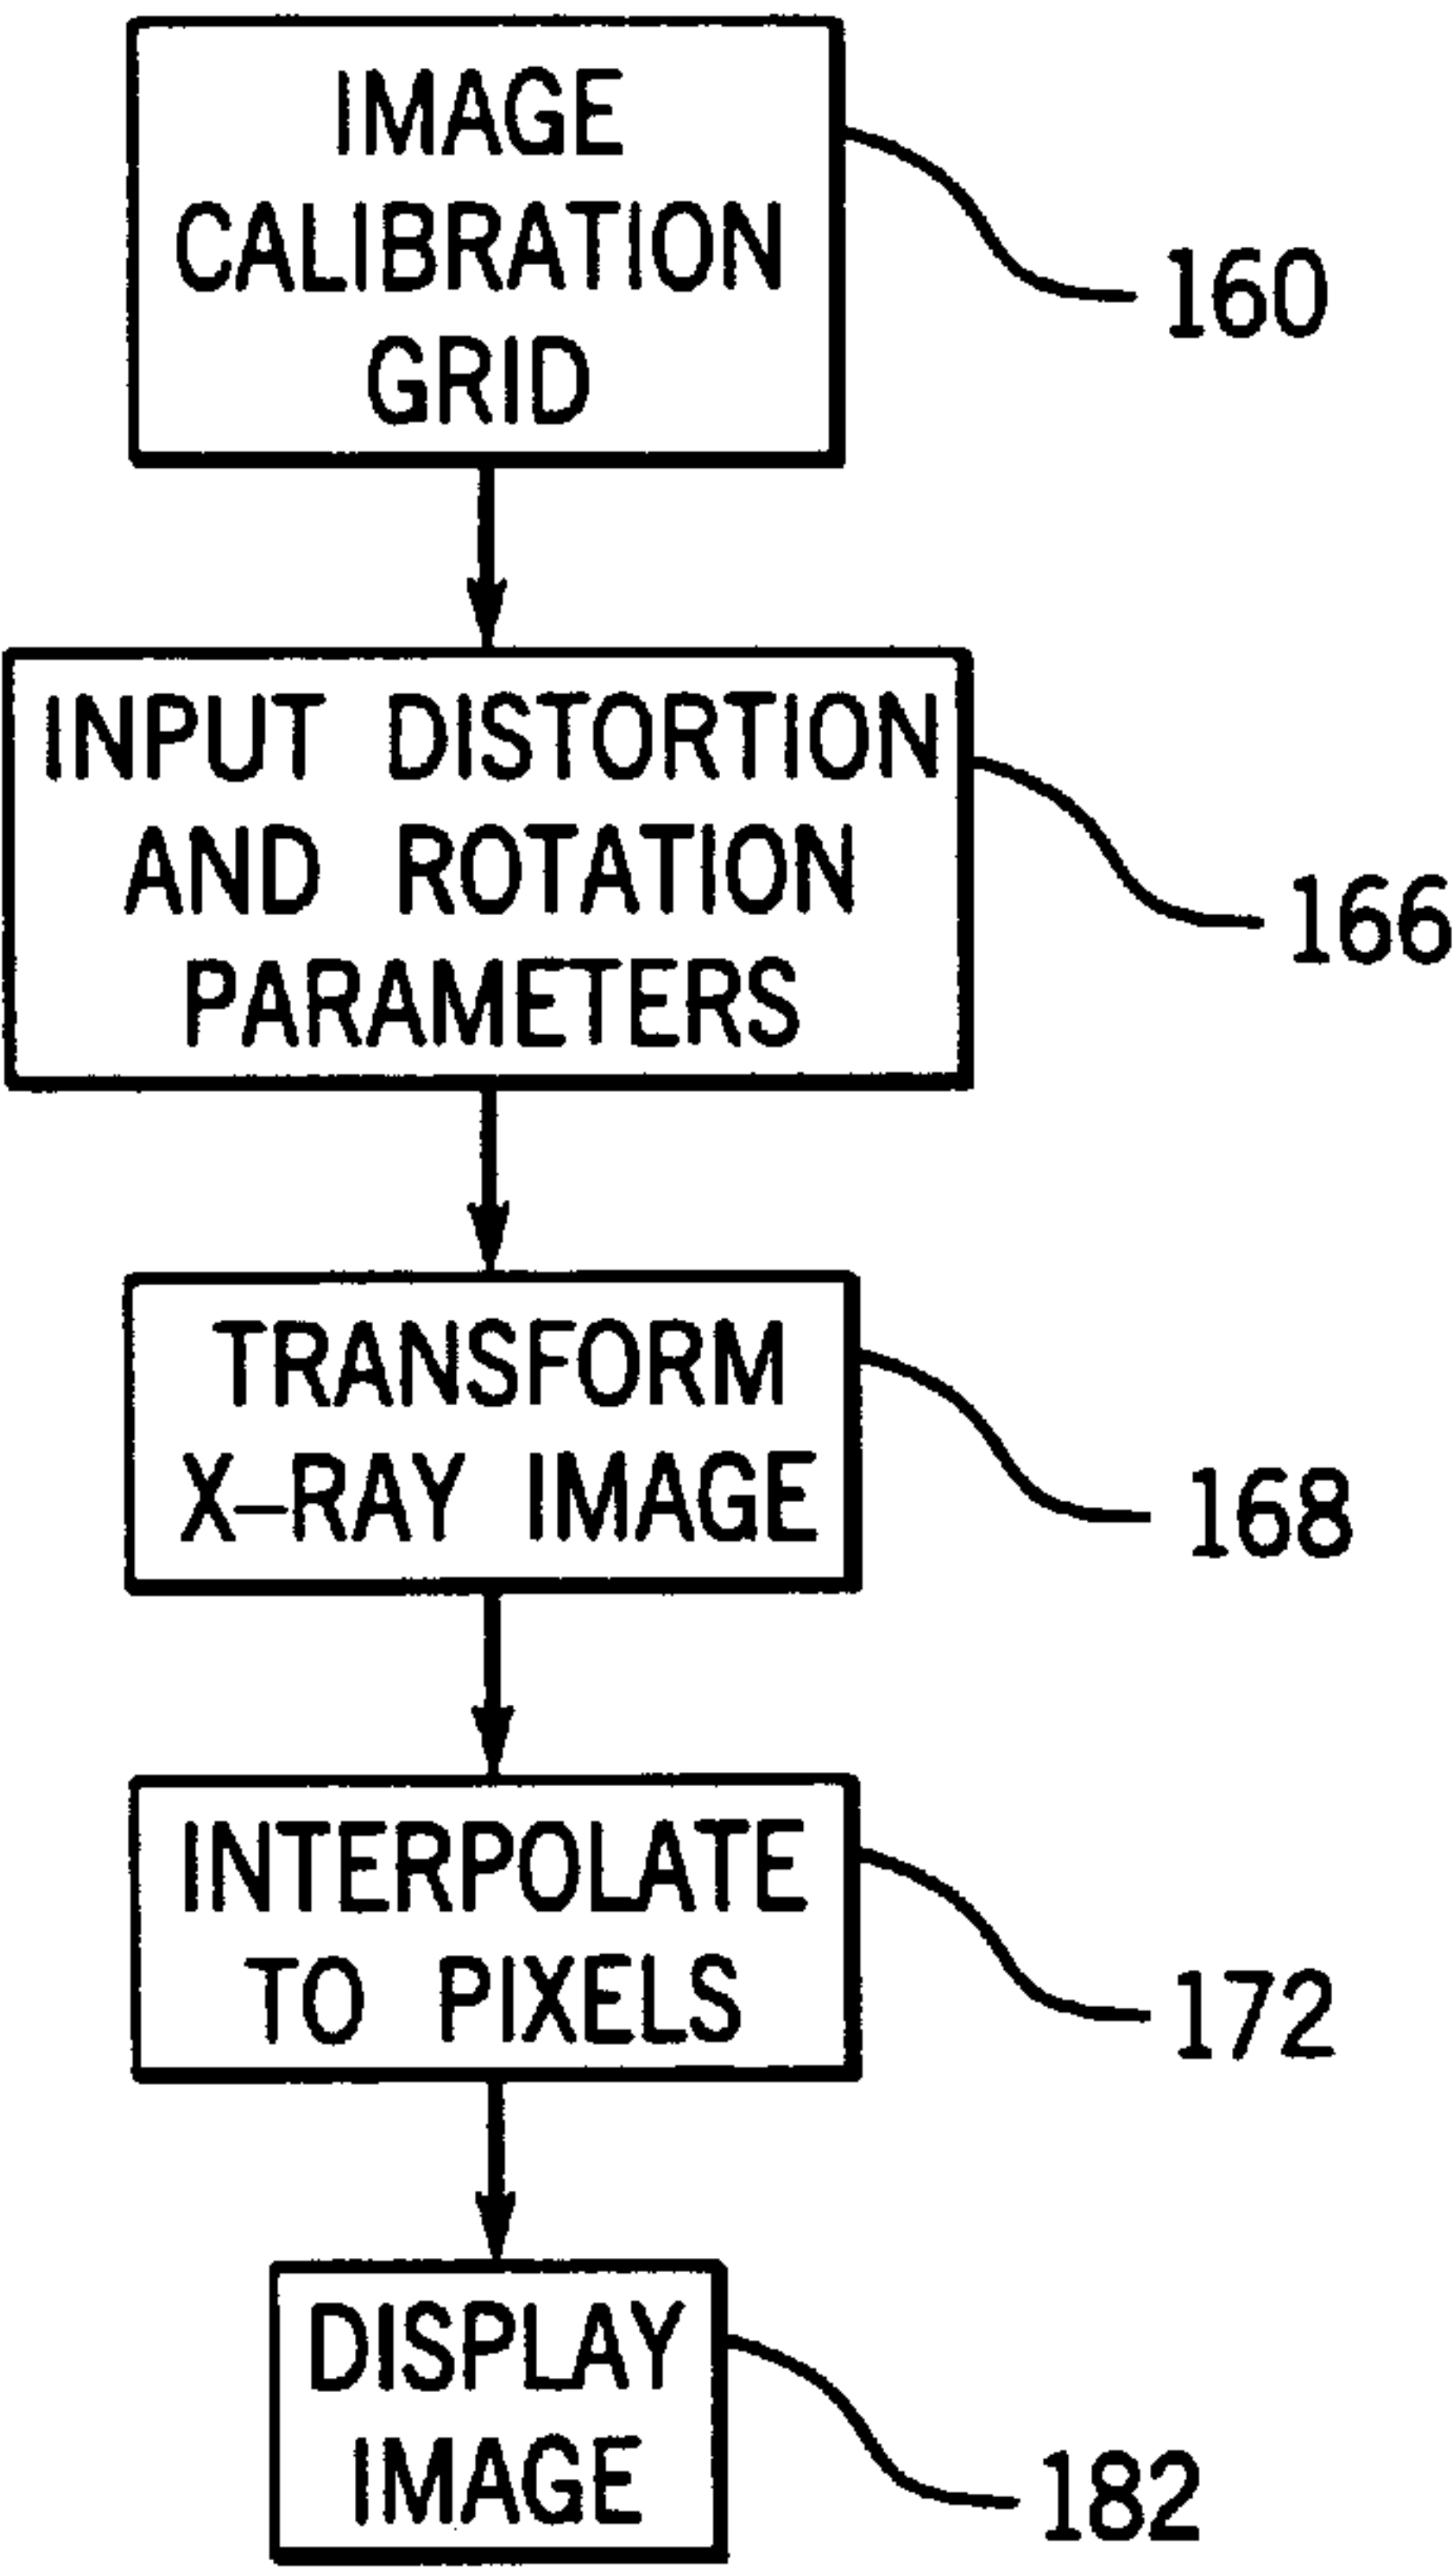 IMAGE
CALIBRATION
GRID
160
INPUT DISTORTION
AND ROTATION
PARAMETERS
166
TRANSFORM
X-RAY IMAGE
168
INTERPOLATE
TO PIXELS
172
DISPLAY
IMAGE
182